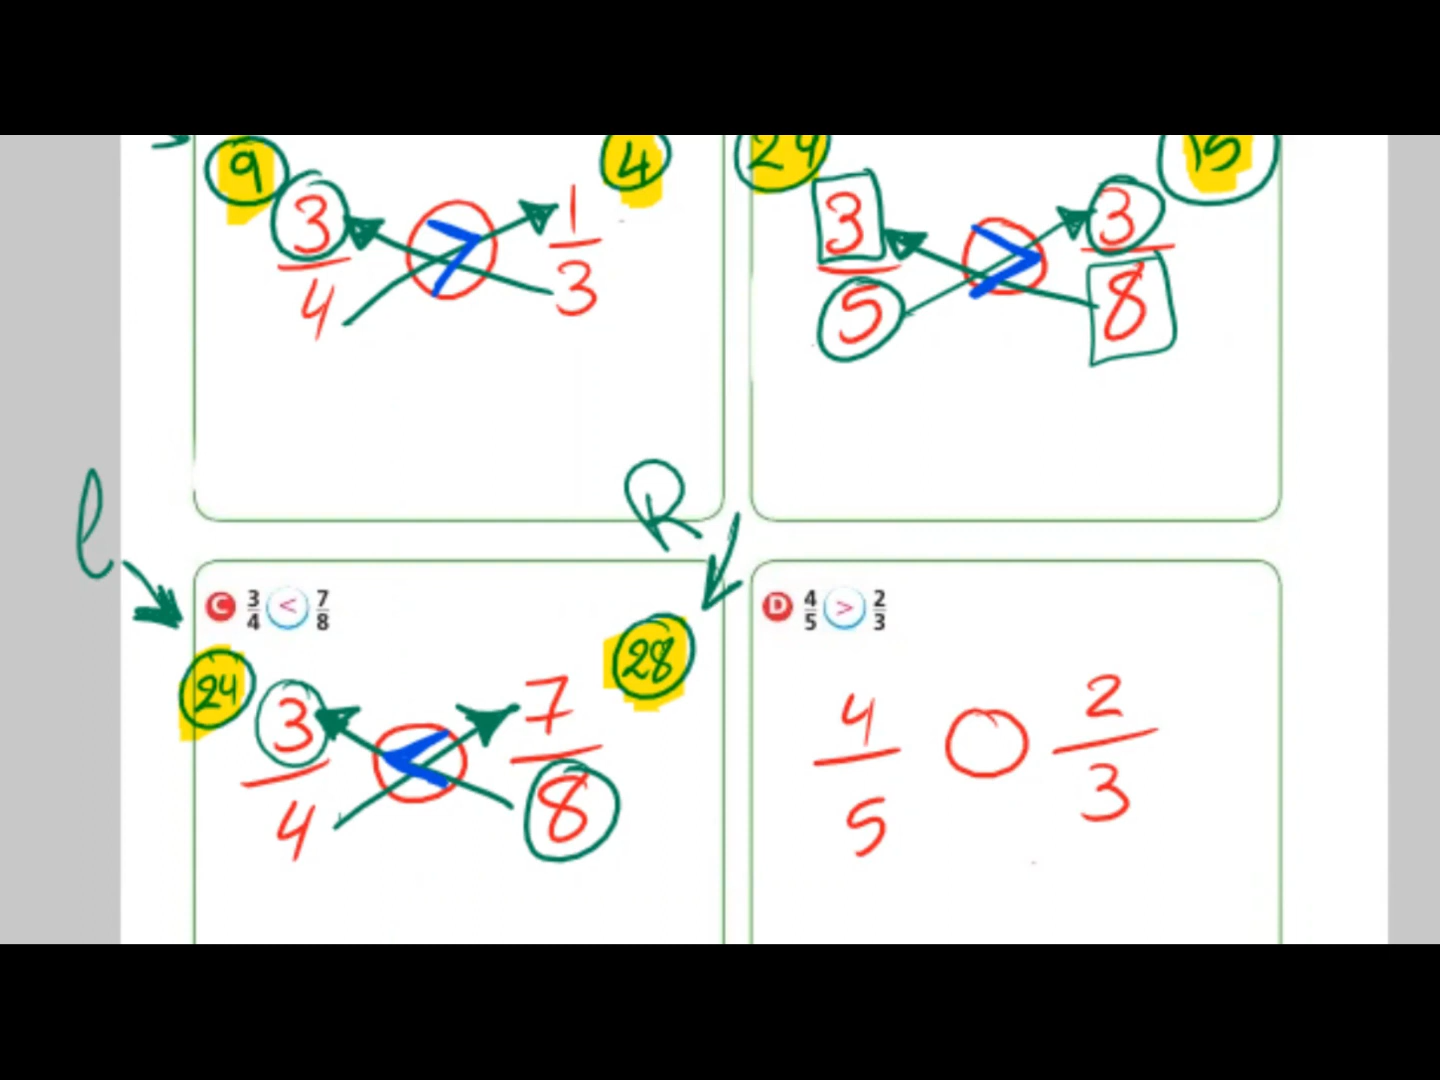 9 4
3/4 > 1/3
24 15
3/5 > 3/8
l R
C 3/4 < 7/8
24 28
3/4 < 7/8
D 4/5 > 2/3
4/5 ○ 2/3